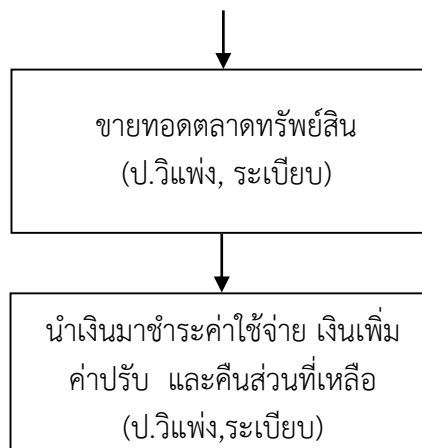 ขายทอดตลาดทรัพย์สิน
(ป.วิแพ่ง, ระเบียบ)
นำเงินมาชำระค่าใช้จ่าย เงินเพิ่ม
ค่าปรับ และคืนส่วนที่เหลือ
(ป.วิแพ่ง,ระเบียบ)